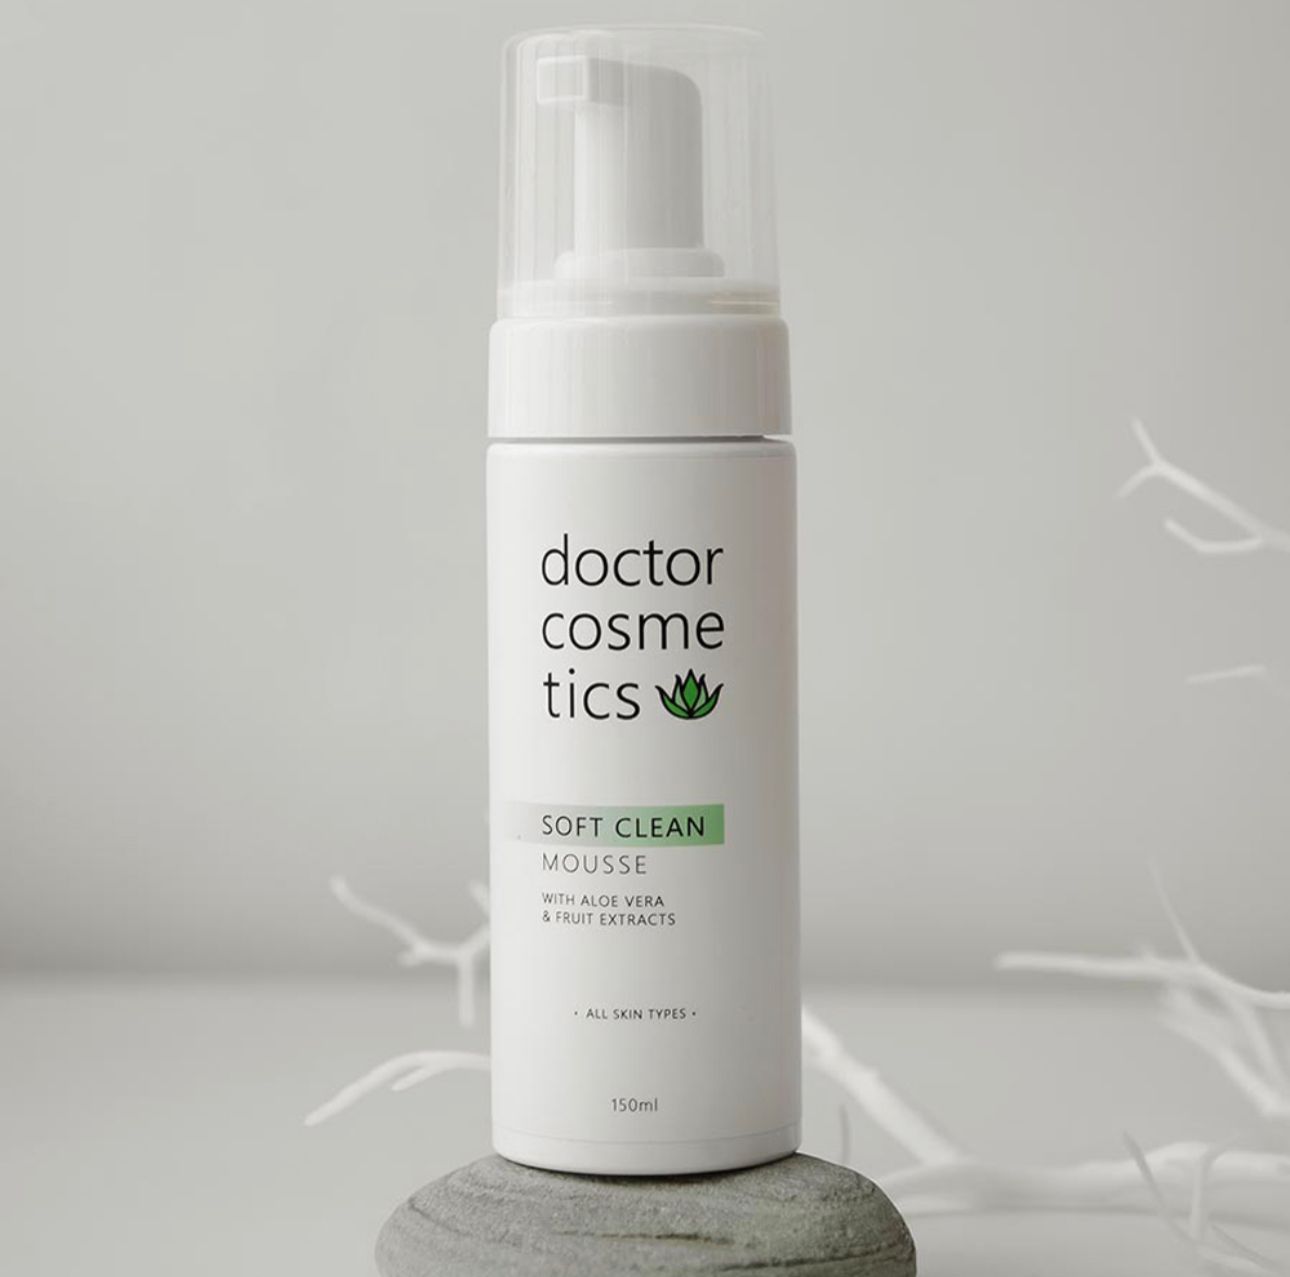 doctor
cosme
tics
SOFT CLEAN
MOUSSE
WITH ALOE VERA
& FRUIT EXTRACTS
• ALL SKIN TYPES •
150ml